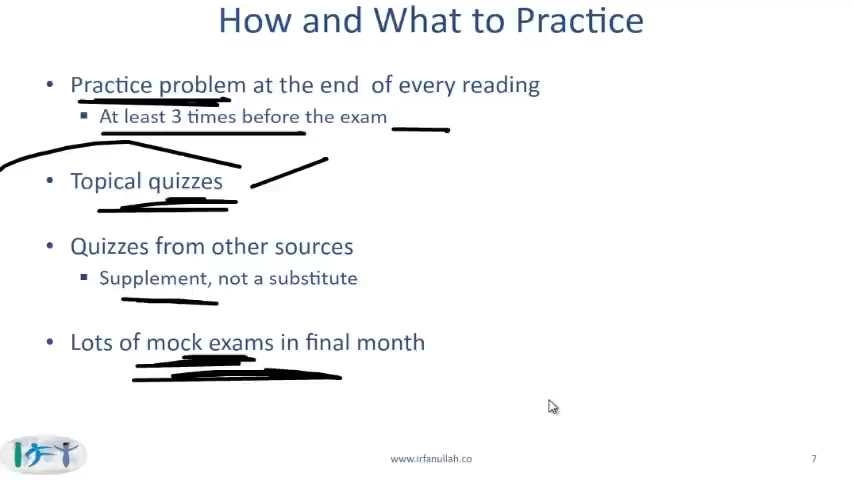 How and What to Practice
• Practice problem at the end of every reading
▪ At least 3 times before the exam
• Topical quizzes
• Quizzes from other sources
▪ Supplement, not a substitute
• Lots of mock exams in final month
IFT
www.irfanullah.co
7